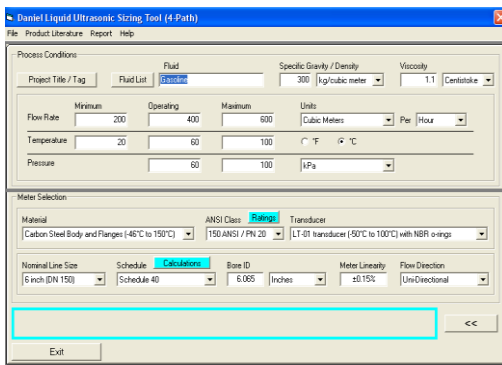 Daniel Liquid Ultrasonic Sizing Tool (4-Path)
File Product Literature Report Help
Process Conditions
Fluid Specific Gravity / Density Viscosity
Project Title / Tag Fluid List Gasoline 300 kg/cubic meter 1.1 Centistoke
Minimum Operating Maximum Units
Flow Rate 200 400 600 Cubic Meters Per Hour
Temperature 20 60 100 °F °C
Pressure 60 100 kPa
Meter Selection
Material ANSI Class Ratings Transducer
Carbon Steel Body and Flanges (-46°C to 150°C) 150 ANSI / PN 20 LT-01 transducer (-50°C to 100°C) with NBR o-rings
Nominal Line Size Schedule Calculations Bore ID Meter Linearity Flow Direction
6 inch (DN 150) Schedule 40 6.065 Inches ±0.15% Uni-Directional
<<
Exit